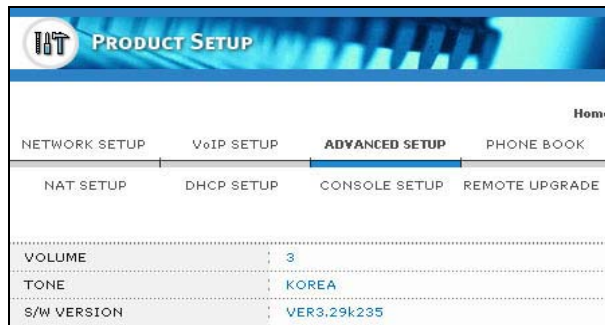 PRODUCT SETUP
Home
NETWORK SETUP VoIP SETUP ADVANCED SETUP PHONE BOOK
NAT SETUP DHCP SETUP CONSOLE SETUP REMOTE UPGRADE
VOLUME 3
TONE KOREA
S/W VERSION VER3.29k235